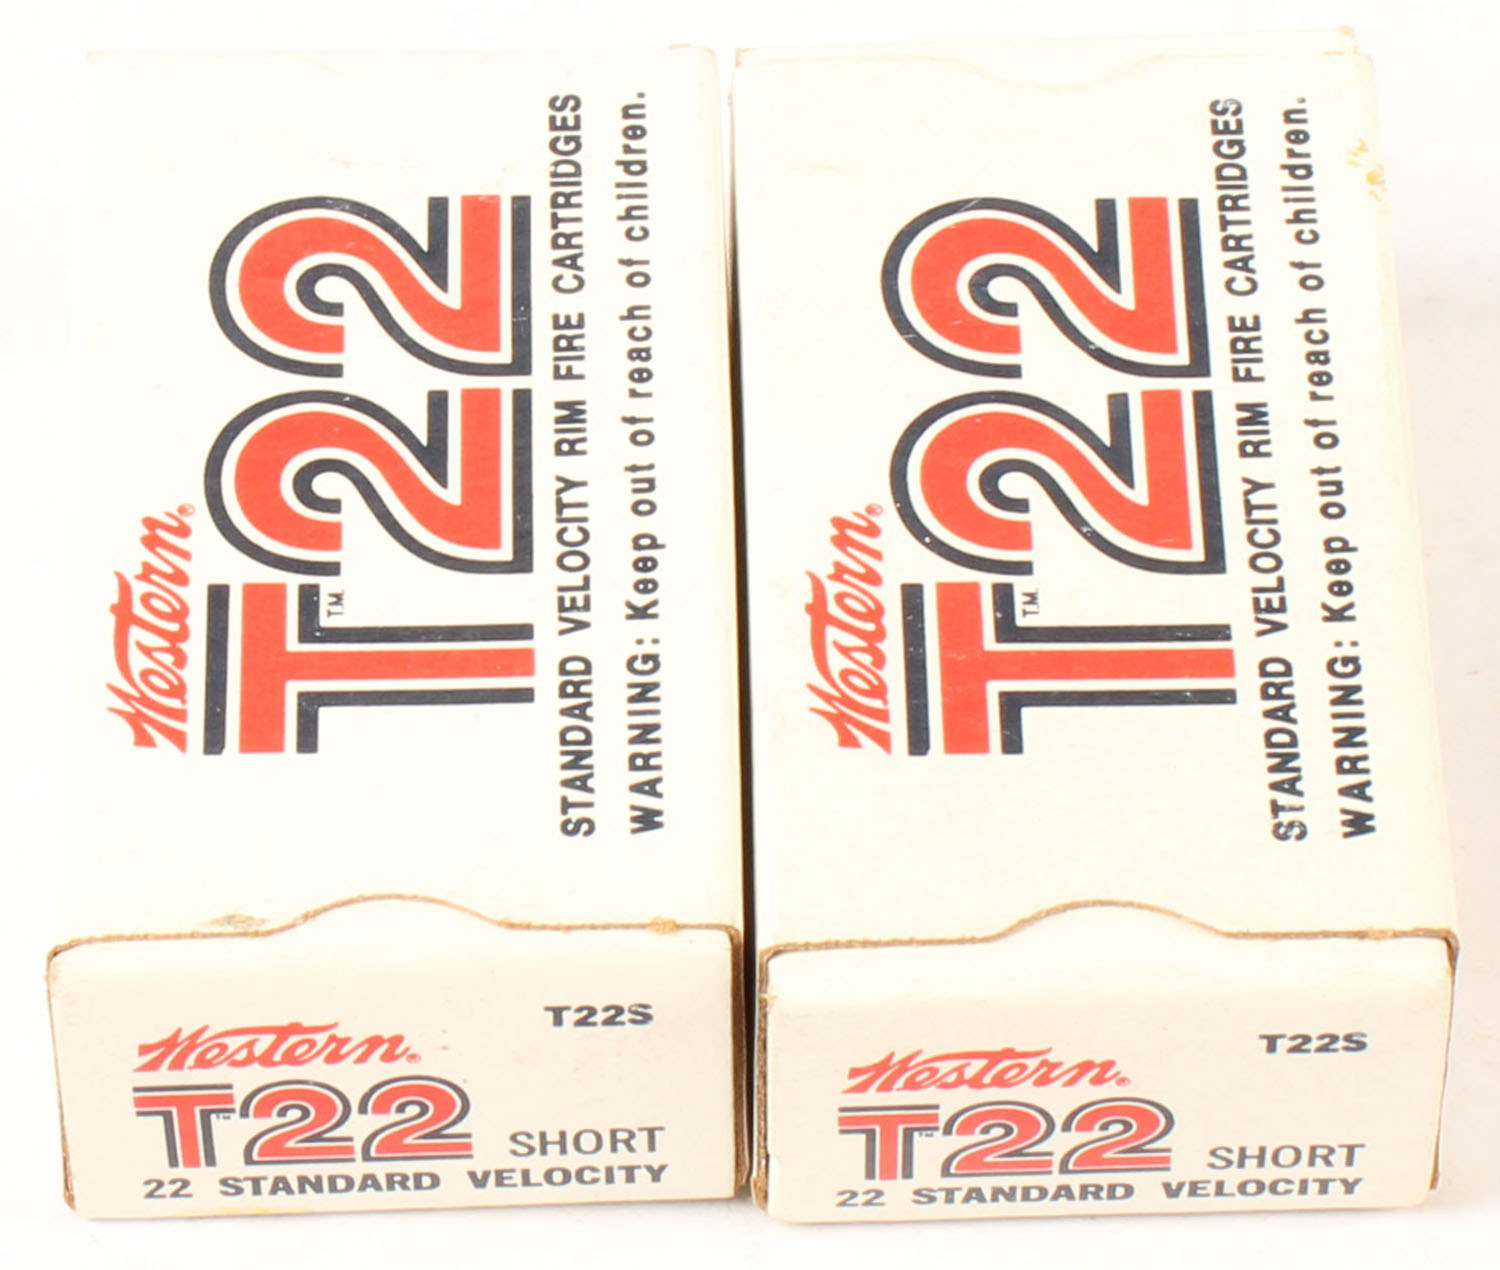 Western®
T22
T.M.
STANDARD VELOCITY RIM FIRE CARTRIDGES
WARNING: Keep out of reach of children.
T22S
Western®
T22™
SHORT
22 STANDARD VELOCITY
Western®
T22
T.M.
STANDARD VELOCITY RIM FIRE CARTRIDGES
WARNING: Keep out of reach of children.
T22S
Western®
T22™
SHORT
22 STANDARD VELOCITY